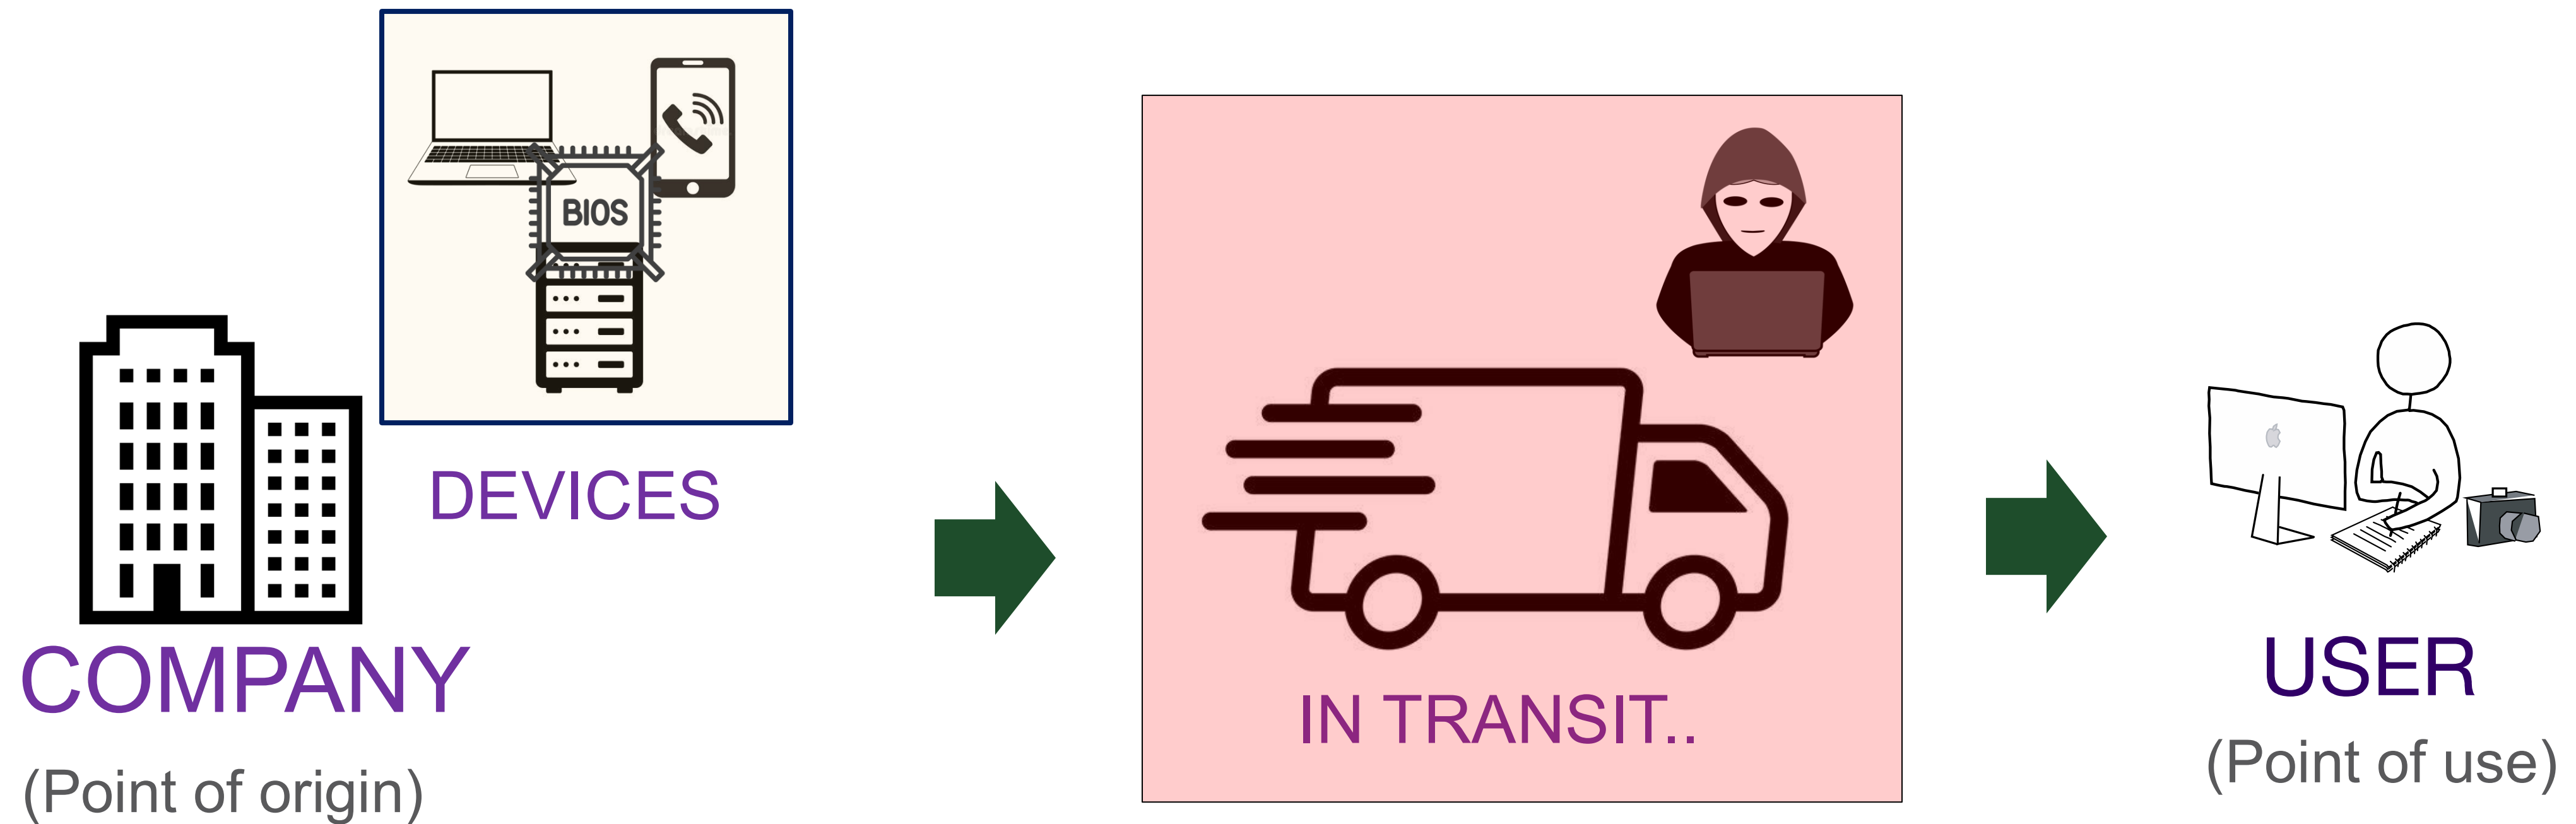 BIOS
DEVICES
COMPANY
(Point of origin)
IN TRANSIT..
USER
(Point of use)